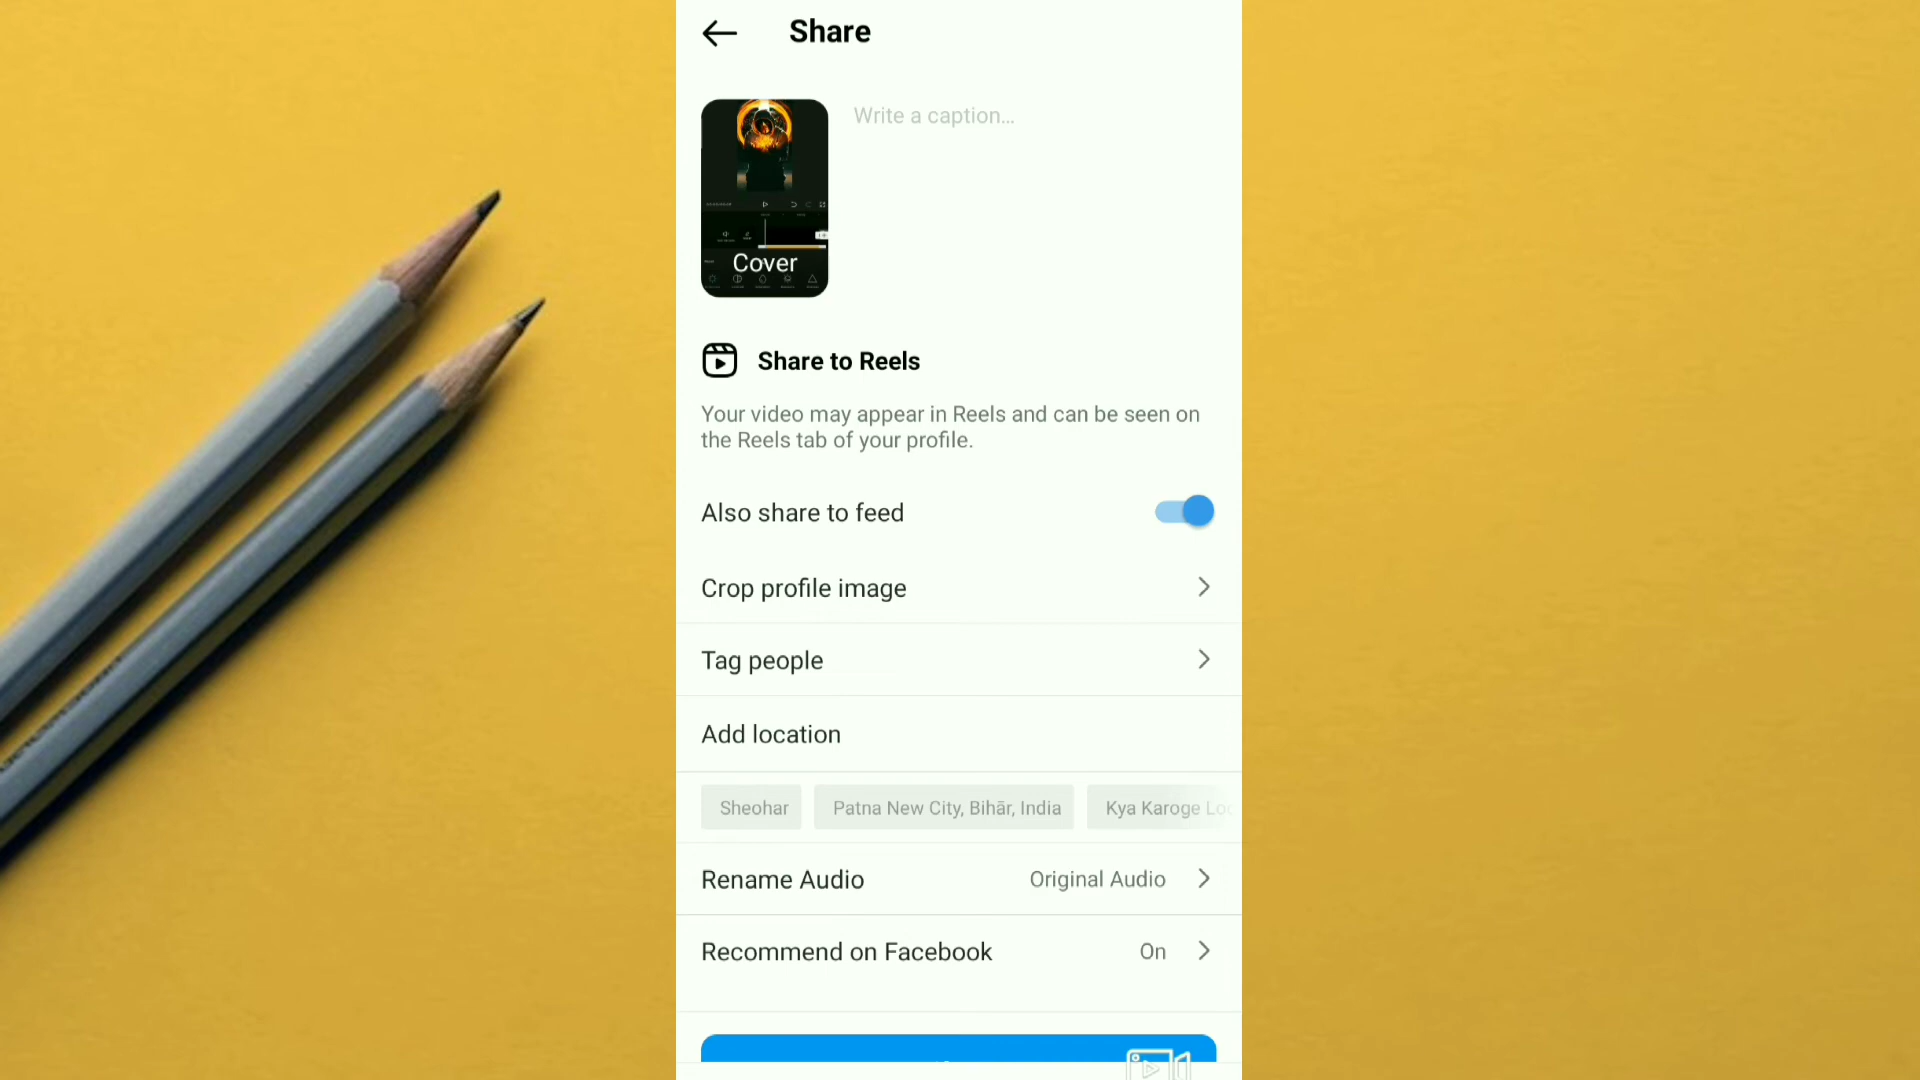 Share
Write a caption...
Cover
Share to Reels
Your video may appear in Reels and can be seen on
the Reels tab of your profile.
Also share to feed
Crop profile image
Tag people
Add location
Sheohar
Patna New City, Bihār, India
Kya Karoge
Rename Audio
Original Audio
Recommend on Facebook
On